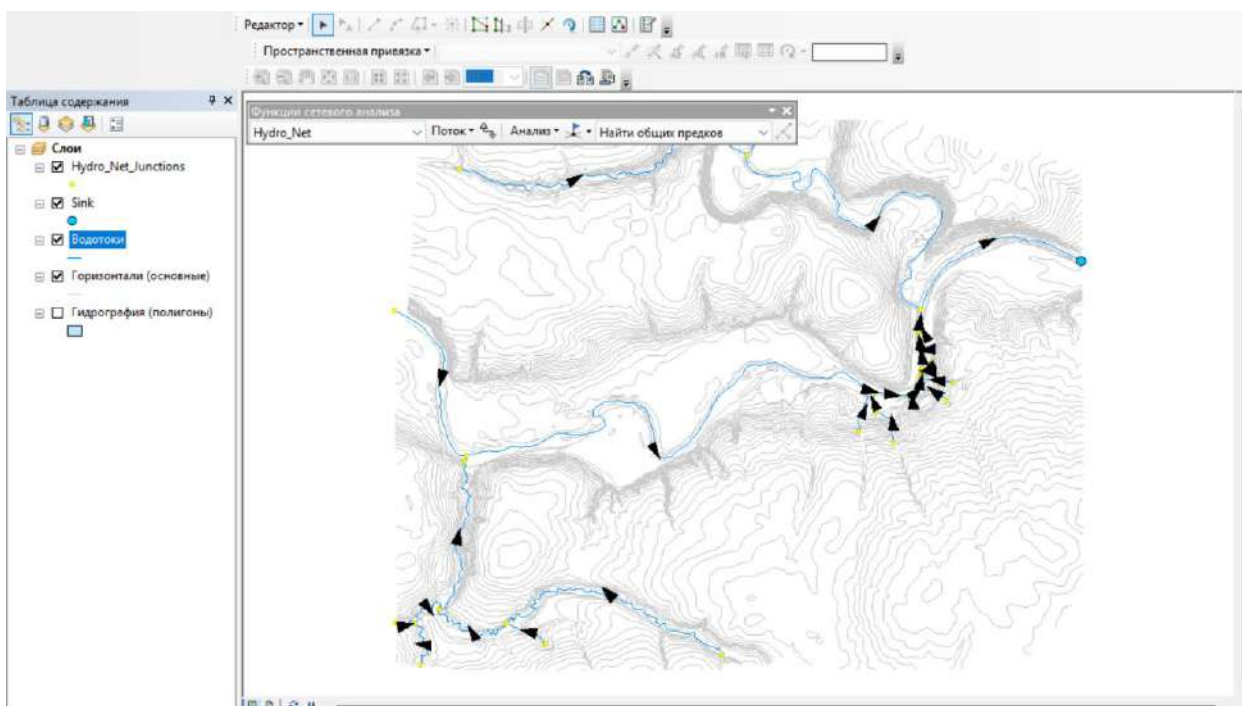 Редактор
Пространственная привязка
Таблица содержания
Функции сетевого анализа
Hydro_Net Поток Анализ Найти общих предков
Слои
Hydro_Net_Junctions
Sink
Водотоки
Горизонтали (основные)
Гидрография (полигоны)